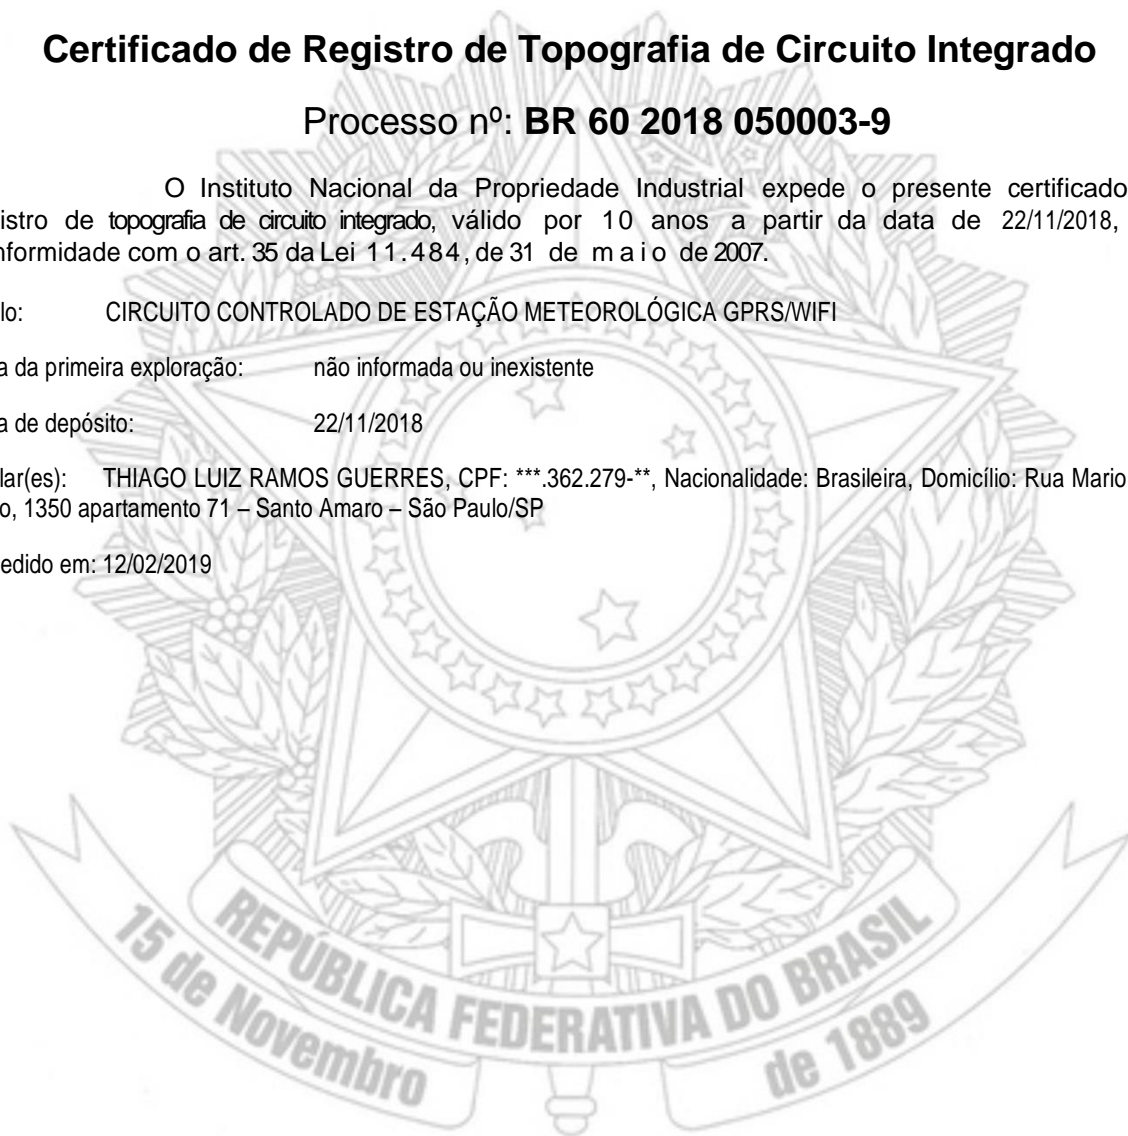 Certificado de Registro de Topografia de Circuito Integrado
Processo nº: BR 60 2018 050003-9
O Instituto Nacional da Propriedade Industrial expede o presente certificado
istro de topografia de circuito integrado, válido por 10 anos a partir da data de 22/11/2018,
nformidade com o art. 35 da Lei 11.484, de 31 de maio de 2007.
lo: CIRCUITO CONTROLADO DE ESTAÇÃO METEOROLÓGICA GPRS/WIFI
a da primeira exploração: não informada ou inexistente
a de depósito: 22/11/2018
lar(es): THIAGO LUIZ RAMOS GUERRES, CPF: ***.362.279-**, Nacionalidade: Brasileira, Domicílio: Rua Mario
o, 1350 apartamento 71 – Santo Amaro – São Paulo/SP
edido em: 12/02/2019
REPÚBLICA FEDERATIVA DO BRASIL
15 de Novembro de 1889